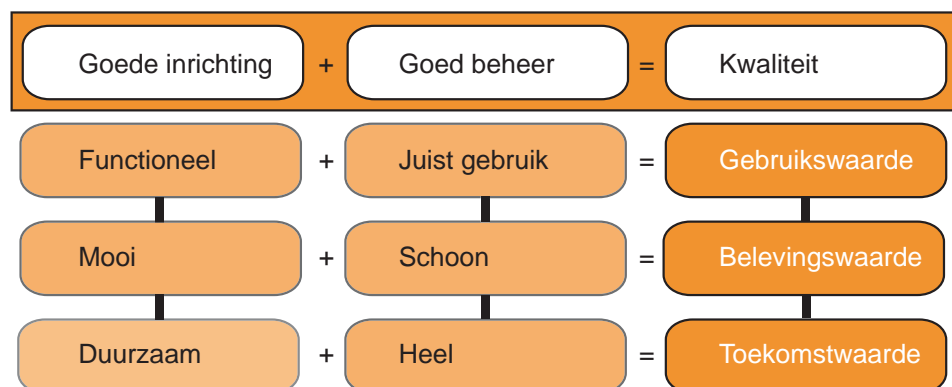 Goede inrichting + Goed beheer = Kwaliteit
Functioneel + Juist gebruik = Gebruikswaarde
Mooi + Schoon = Belevingswaarde
Duurzaam + Heel = Toekomstwaarde